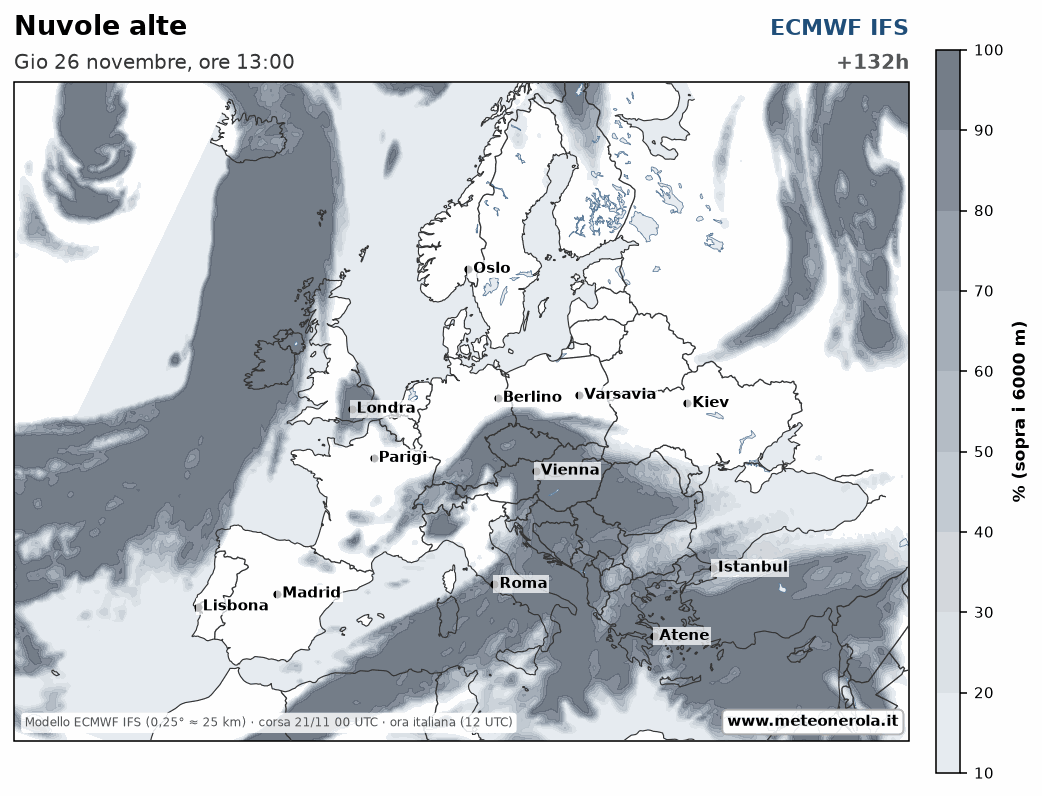 Nuvole alte
ECMWF IFS
Gio 26 novembre, ore 13:00
+132h
100
90
80
70
60
50
40
30
20
10
% (sopra i 6000 m)
Oslo
Londra
Berlino
Varsavia
Kiev
Parigi
Vienna
Istanbul
Roma
Madrid
Lisbona
Atene
Modello ECMWF IFS (0,25° ≈ 25 km) · corsa 21/11 00 UTC · ora italiana (12 UTC)
www.meteonerola.it